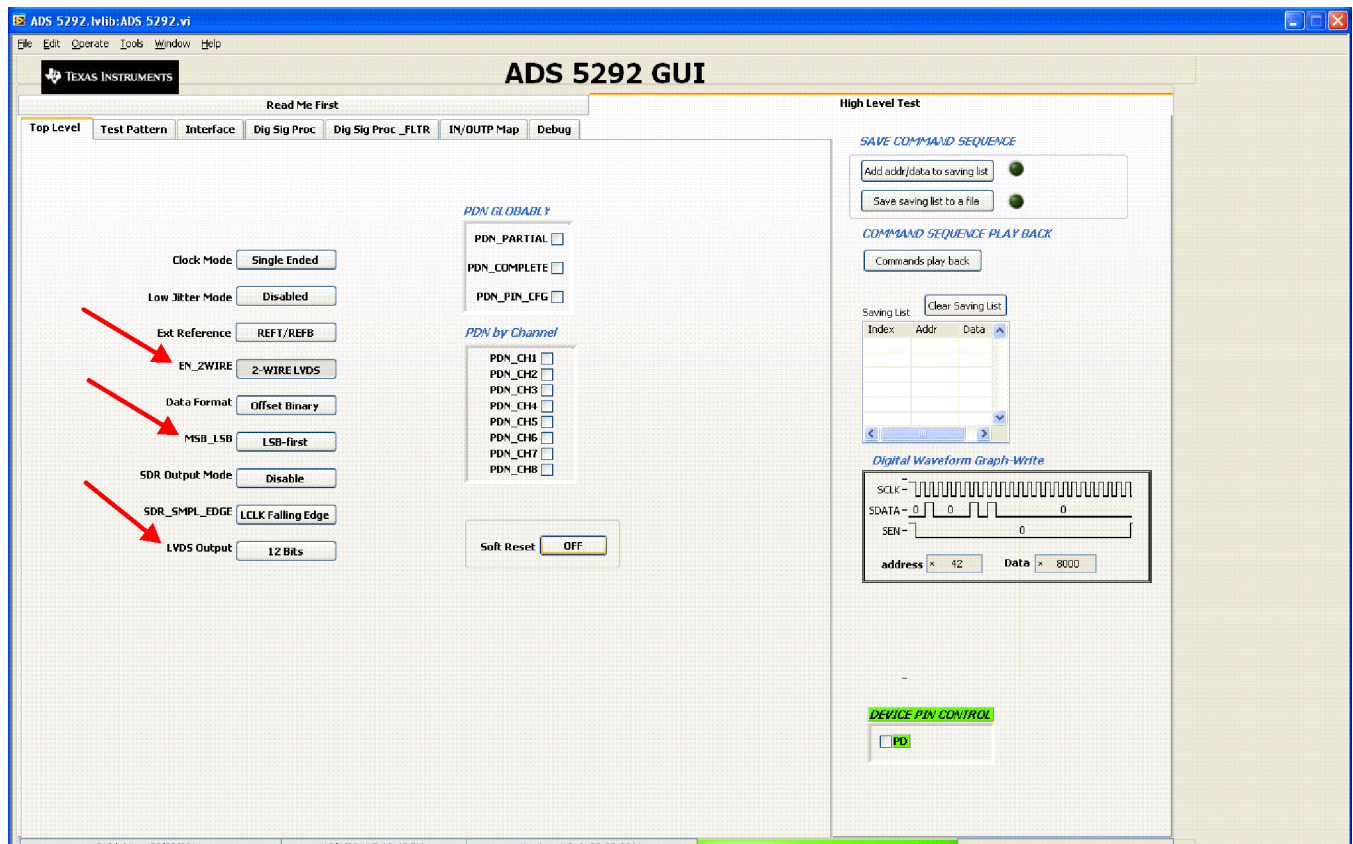 ADS 5292.lvlib:ADS 5292.vi
File Edit Operate Tools Window Help
TEXAS INSTRUMENTS
ADS 5292 GUI
Read Me First
High Level Test
Top Level Test Pattern Interface Dig Sig Proc Dig Sig Proc _FLTR IN/OUTP Map Debug
Clock Mode Single Ended
Low Jitter Mode Disabled
Ext Reference REFT/REFB
EN_2WIRE 2-WIRE LVDS
Data Format Offset Binary
MSB_LSB LSB-first
SDR Output Mode Disable
SDR_SMPL_EDGE LCLK Falling Edge
LVDS Output 12 Bits
PDN GLOBABLY
PDN_PARTIAL
PDN_COMPLETE
PDN_PIN_CFG
PDN by Channel
PDN_CH1
PDN_CH2
PDN_CH3
PDN_CH4
PDN_CH5
PDN_CH6
PDN_CH7
PDN_CH8
Soft Reset OFF
SAVE COMMAND SEQUENCE
Add addr/data to saving list
Save saving list to a file
COMMAND SEQUENCE PLAY BACK
Commands play back
Saving List Clear Saving List
Index Addr Data
Digital Waveform Graph-Write
SCLK
SDATA 0 0 0
SEN 0
address x 42 Data x 8000
DEVICE PIN CONTROL
PD